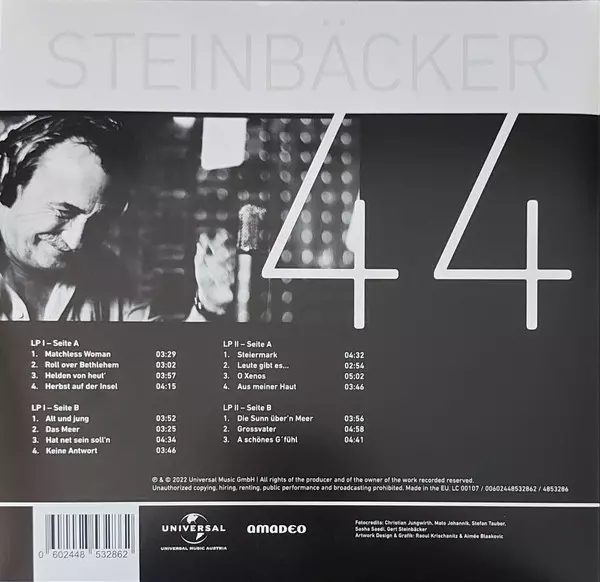 STEINBÄCKER
44
LP I – Seite A
1. Matchless Woman 03:29
2. Roll over Bethlehem 03:02
3. Helden von heut' 03:57
4. Herbst auf der Insel 04:15
LP I – Seite B
1. Alt und jung 03:52
2. Das Meer 03:25
3. Hat net sein soll'n 04:34
4. Keine Antwort 03:46
LP II – Seite A
1. Steiermark 04:32
2. Leute gibt es... 02:54
3. O Xenos 05:02
4. Aus meiner Haut 03:46
LP II – Seite B
1. Die Sunn über'n Meer 03:56
2. Grossvater 04:58
3. A schönes G´fühl 04:41
℗ & © 2022 Universal Music GmbH | All rights of the producer and of the owner of the work recorded reserved.
Unauthorized copying, hiring, renting, public performance and broadcasting prohibited. Made in the EU. LC 00107 / 00602448532862 / 4853286
0 602448 532862
UNIVERSAL
UNIVERSAL MUSIC AUSTRIA
AMADEO
Fotocredits: Christian Jungwirth, Mato Johannik, Stefan Tauber,
Sasha Saedi, Gert Steinbäcker
Artwork Design & Grafik: Raoul Krischanitz & Aimée Blaskovic